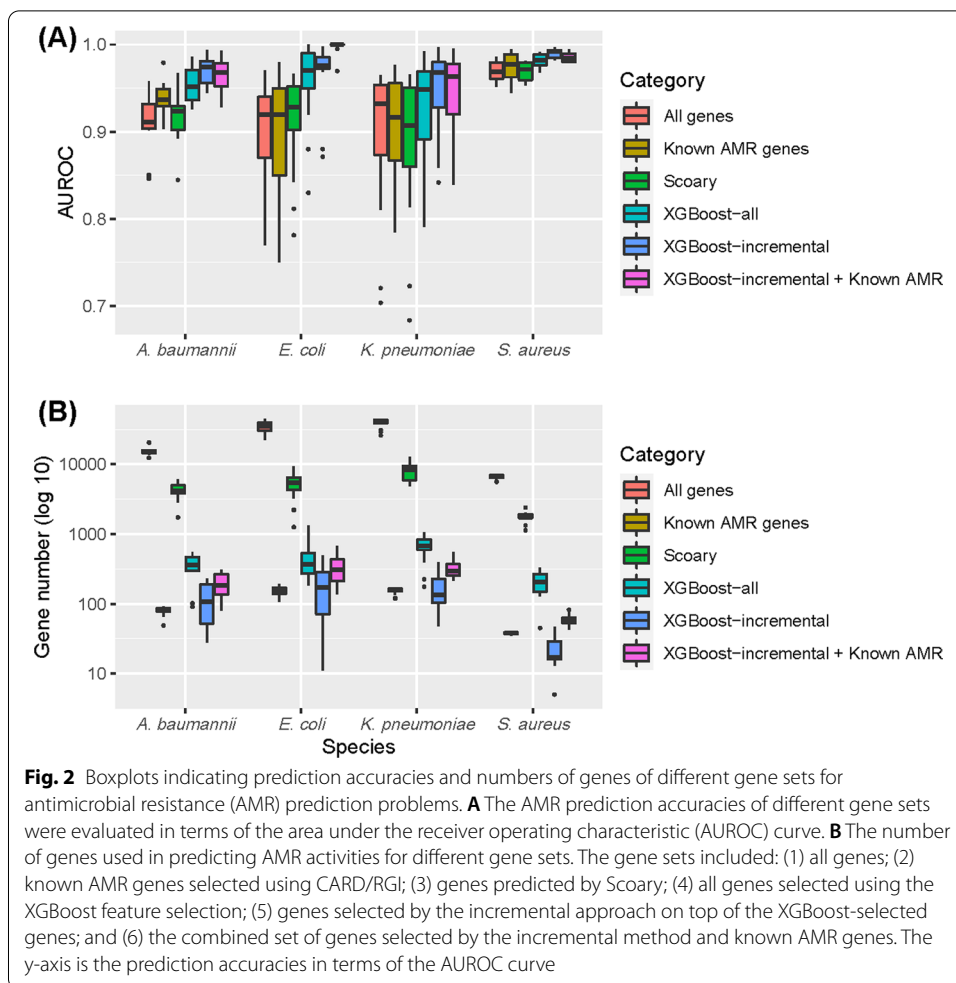 (A)
1.0
0.9
0.8
0.7
AUROC
A. baumannii
E. coli
K. pneumoniae
S. aureus
Category
All genes
Known AMR genes
Scoary
XGBoost-all
XGBoost-incremental
XGBoost-incremental + Known AMR
(B)
10000
1000
100
10
Gene number (log 10)
A. baumannii
E. coli
K. pneumoniae
S. aureus
Species
Category
All genes
Known AMR genes
Scoary
XGBoost-all
XGBoost-incremental
XGBoost-incremental + Known AMR
Fig. 2 Boxplots indicating prediction accuracies and numbers of genes of different gene sets for
antimicrobial resistance (AMR) prediction problems. A The AMR prediction accuracies of different gene sets
were evaluated in terms of the area under the receiver operating characteristic (AUROC) curve. B The number
of genes used in predicting AMR activities for different gene sets. The gene sets included: (1) all genes; (2)
known AMR genes selected using CARD/RGI; (3) genes predicted by Scoary; (4) all genes selected using the
XGBoost feature selection; (5) genes selected by the incremental approach on top of the XGBoost-selected
genes; and (6) the combined set of genes selected by the incremental method and known AMR genes. The
y-axis is the prediction accuracies in terms of the AUROC curve